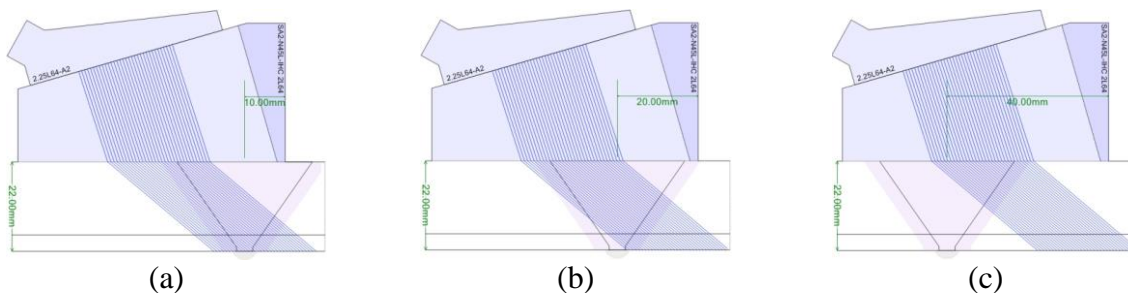 2.25L64-A2
SA2-N45L-IHC 2L64
10.00mm
22.00mm
(a)
2.25L64-A2
SA2-N45L-IHC 2L64
20.00mm
22.00mm
(b)
2.25L64-A2
SA2-N45L-IHC 2L64
40.00mm
22.00mm
(c)